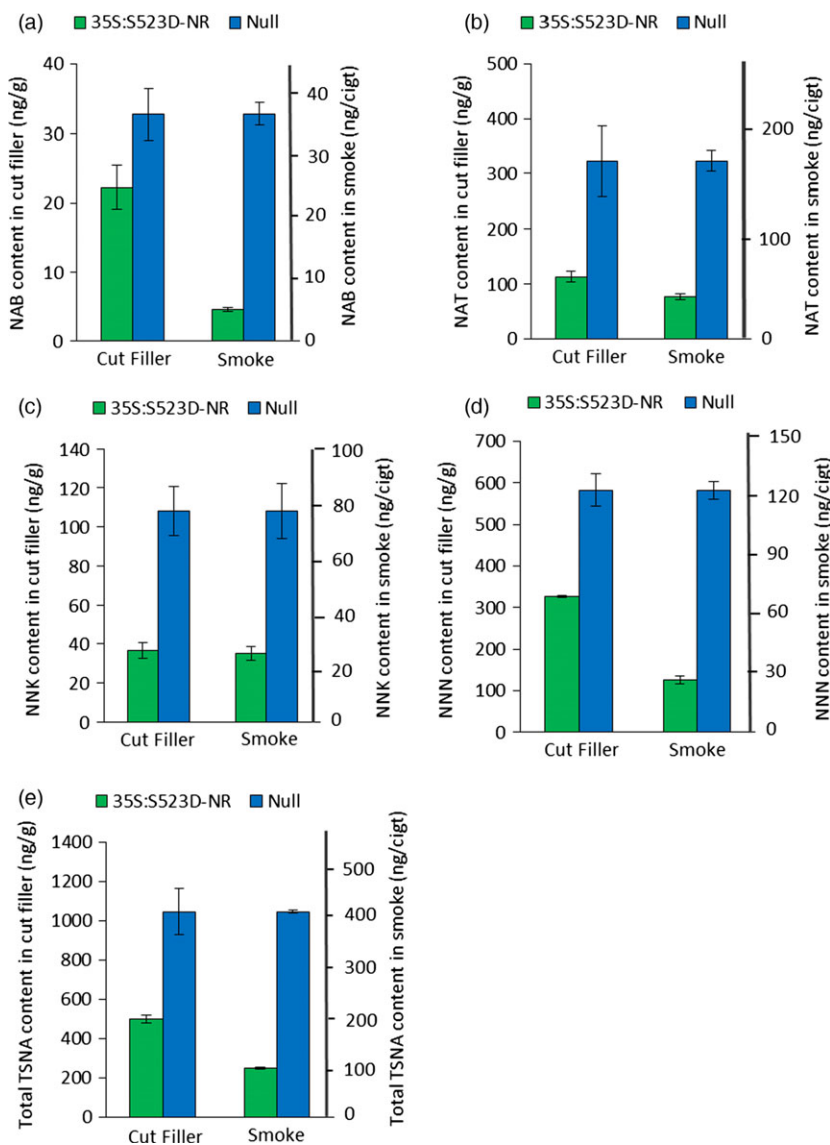 (a)
35S:S523D-NR Null
NAB content in cut filler (ng/g)
40
30
20
10
0
NAB content in smoke (ng/cigt)
40
30
20
10
0
Cut Filler Smoke
(b)
35S:S523D-NR Null
NAT content in cut filler (ng/g)
500
400
300
200
100
0
NAT content in smoke (ng/cigt)
200
100
0
Cut Filler Smoke
(c)
35S:S523D-NR Null
NNK content in cut filler (ng/g)
140
120
100
80
60
40
20
0
NNK content in smoke (ng/cigt)
100
80
60
40
20
0
Cut Filler Smoke
(d)
35S:S523D-NR Null
NNN content in cut filler (ng/g)
700
600
500
400
300
200
100
0
NNN content in smoke (ng/cigt)
150
120
90
60
30
0
Cut Filler Smoke
(e)
35S:S523D-NR Null
Total TSNA content in cut filler (ng/g)
1400
1200
1000
800
600
400
200
0
Total TSNA content in smoke (ng/cigt)
500
400
300
200
100
0
Cut Filler Smoke